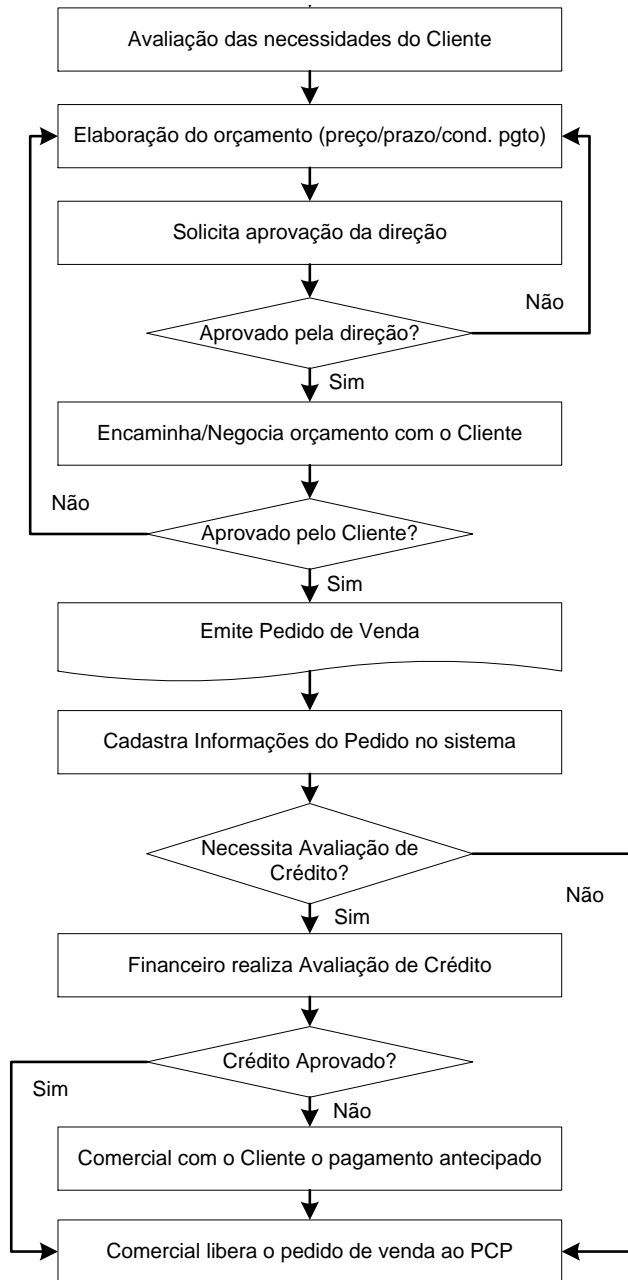 Avaliação das necessidades do Cliente
Elaboração do orçamento (preço/prazo/cond. pgto)
Solicita aprovação da direção
Não
Aprovado pela direção?
Sim
Encaminha/Negocia orçamento com o Cliente
Não
Aprovado pelo Cliente?
Sim
Emite Pedido de Venda
Cadastra Informações do Pedido no sistema
Necessita Avaliação de
Crédito?
Não
Sim
Financeiro realiza Avaliação de Crédito
Crédito Aprovado?
Sim
Não
Comercial com o Cliente o pagamento antecipado
Comercial libera o pedido de venda ao PCP